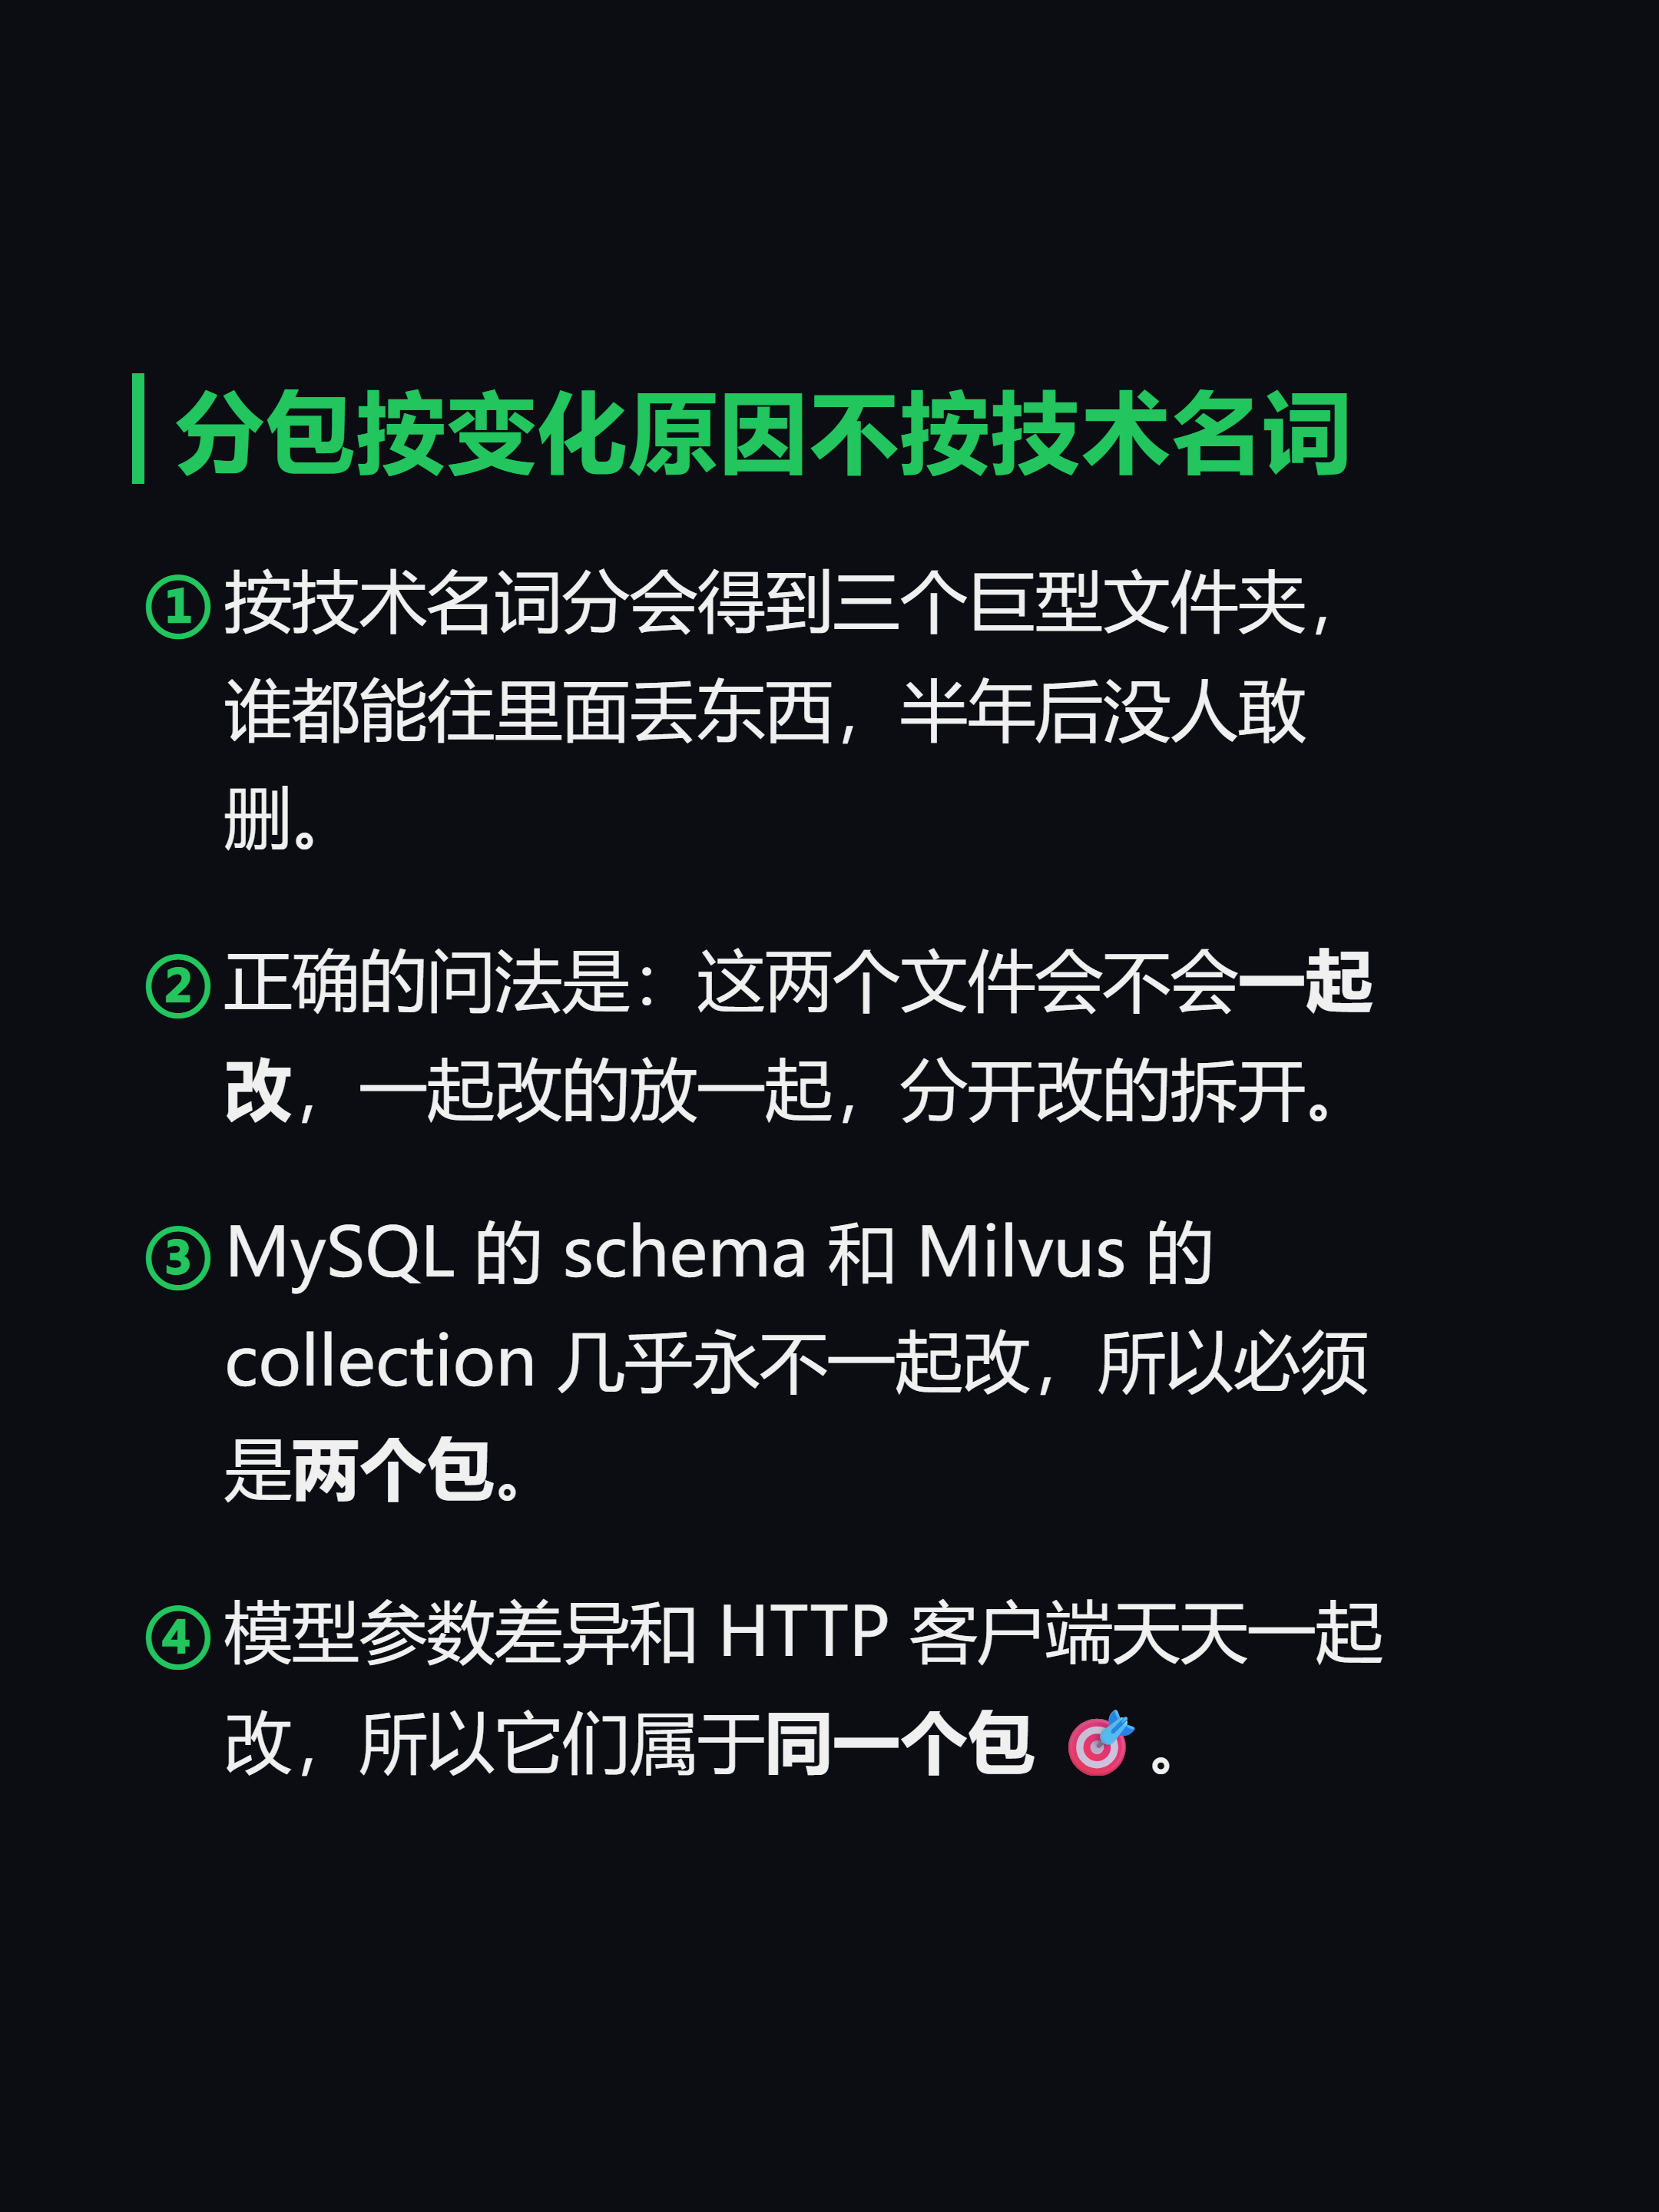 分包按变化原因不按技术名词
① 按技术名词分会得到三个巨型文件夹，
谁都能往里面丢东西，半年后没人敢
删。
② 正确的问法是：这两个文件会不会一起
改，一起改的放一起，分开改的拆开。
③ MySQL 的 schema 和 Milvus 的
collection 几乎永不一起改，所以必须
是两个包。
④ 模型参数差异和 HTTP 客户端天天一起
改，所以它们属于同一个包 🎯。